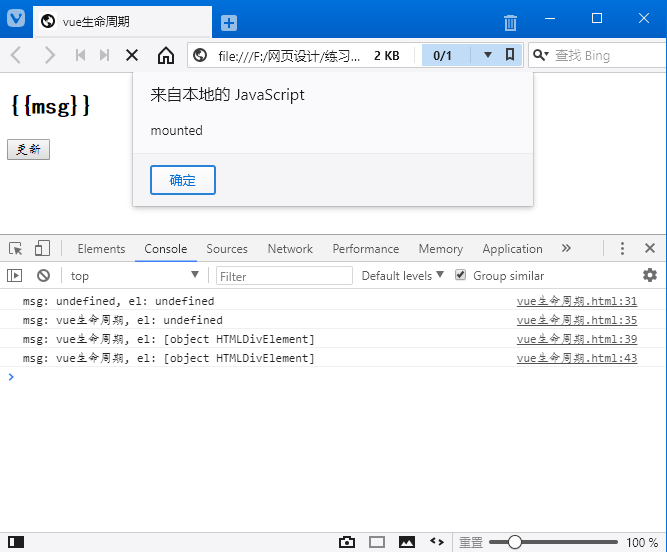 vue生命周期
file:///F:/网页设计/练习... 2 KB 0/1 查找 Bing
{{msg}}
更新
来自本地的 JavaScript
mounted
确定
Elements Console Sources Network Performance Memory Application »
top Filter Default levels Group similar
msg: undefined, el: undefined vue生命周期.html:31
msg: vue生命周期, el: undefined vue生命周期.html:35
msg: vue生命周期, el: [object HTMLDivElement] vue生命周期.html:39
msg: vue生命周期, el: [object HTMLDivElement] vue生命周期.html:43
重置 100 %